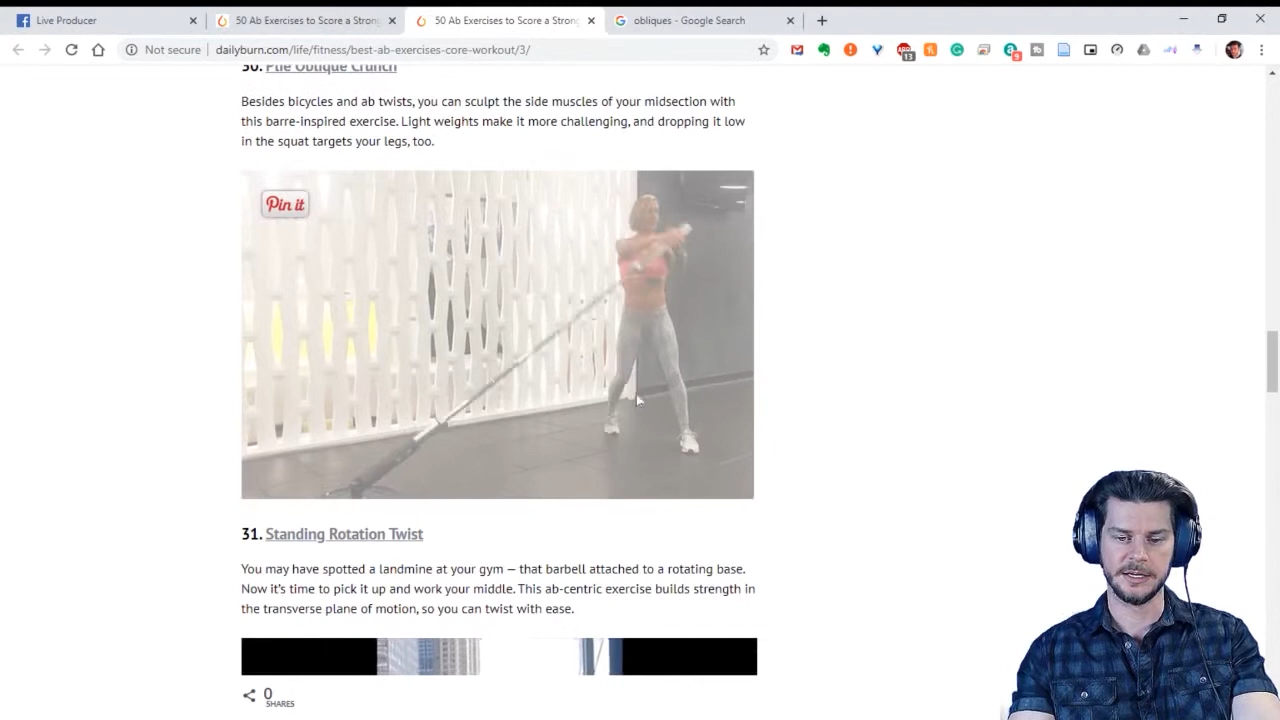 Live Producer
50 Ab Exercises to Score a Strong
50 Ab Exercises to Score a Strong
obliques - Google Search
Not secure
dailyburn.com/life/fitness/best-ab-exercises-core-workout/3/
13
9
30. Plié Oblique Crunch
Besides bicycles and ab twists, you can sculpt the side muscles of your midsection with
this barre-inspired exercise. Light weights make it more challenging, and dropping it low
in the squat targets your legs, too.
Pin it
31. Standing Rotation Twist
You may have spotted a landmine at your gym — that barbell attached to a rotating base.
Now it's time to pick it up and work your middle. This ab-centric exercise builds strength in
the transverse plane of motion, so you can twist with ease.
0
SHARES